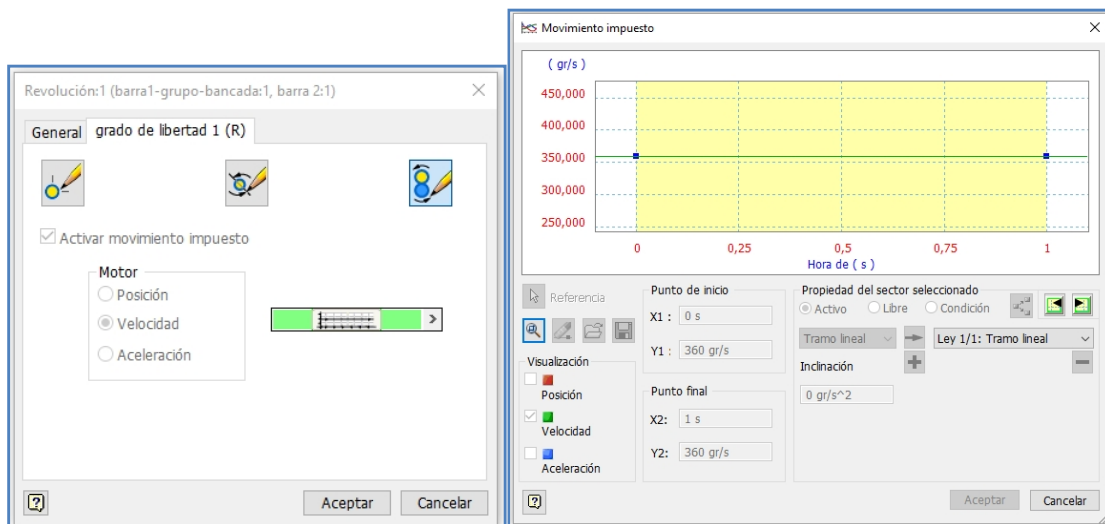 Revolución:1 (barra1-grupo-bancada:1, barra 2:1)
General
grado de libertad 1 (R)
Activar movimiento impuesto
Motor
Posición
Velocidad
Aceleración
Aceptar
Cancelar
Movimiento impuesto
( gr/s )
450,000
400,000
350,000
300,000
250,000
0
0,25
0,5
0,75
1
Hora de ( s )
Referencia
Visualización
Posición
Velocidad
Aceleración
Punto de inicio
X1 : 0 s
Y1 : 360 gr/s
Punto final
X2: 1 s
Y2: 360 gr/s
Propiedad del sector seleccionado
Activo
Libre
Condición
Tramo lineal
Ley 1/1: Tramo lineal
Inclinación
0 gr/s^2
Aceptar
Cancelar